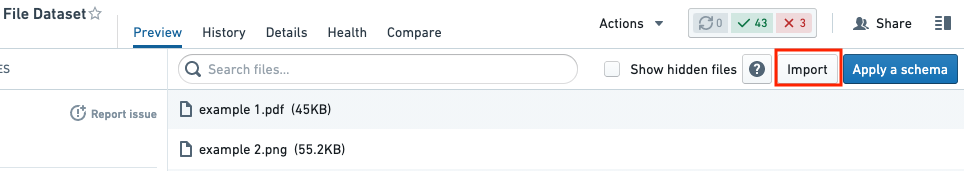 File Dataset
Preview History Details Health Compare
Actions 0 43 3 Share
ES
Search files...
Show hidden files ? Import Apply a schema
Report issue
example 1.pdf (45KB)
example 2.png (55.2KB)